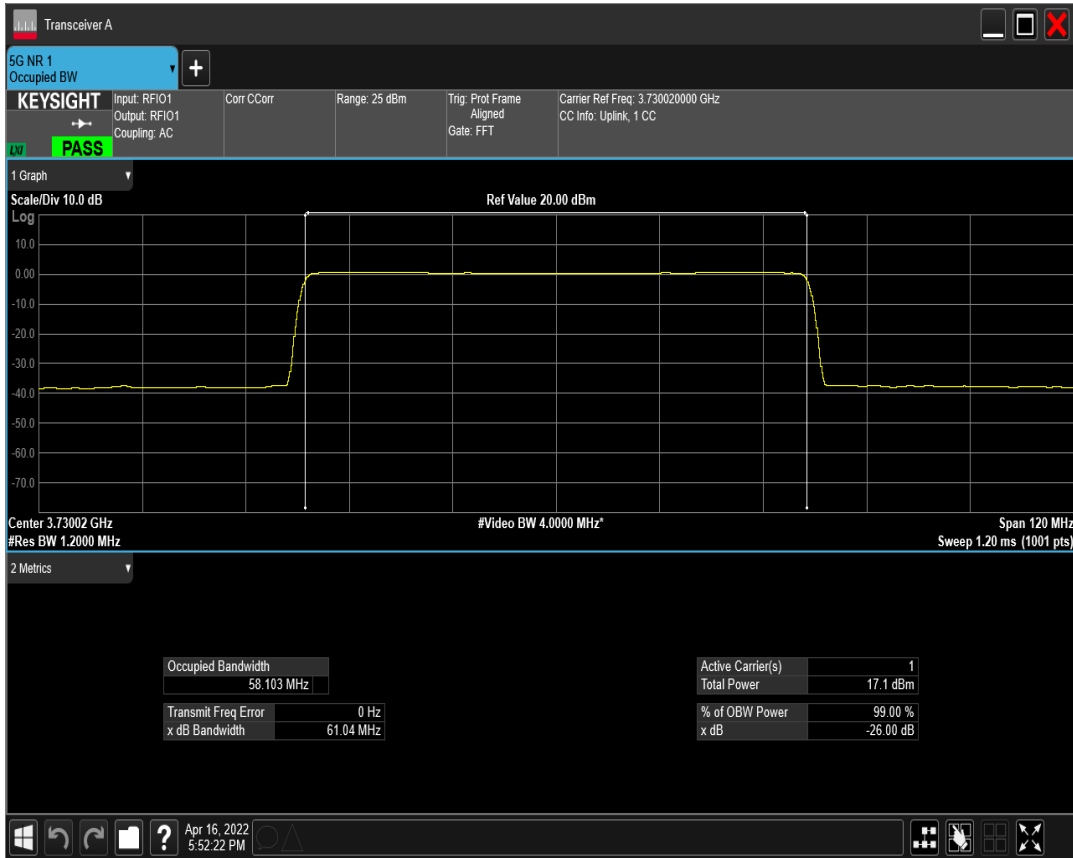 Transceiver A
5G NR 1
Occupied BW
+
KEYSIGHT
LXI
PASS
Input: RFIO1
Output: RFIO1
Coupling: AC
Corr CCorr
Range: 25 dBm
Trig: Prot Frame
Aligned
Gate: FFT
Carrier Ref Freq: 3.730020000 GHz
CC Info: Uplink, 1 CC
1 Graph
Scale/Div 10.0 dB
Ref Value 20.00 dBm
Log
10.0
0.00
-10.0
-20.0
-30.0
-40.0
-50.0
-60.0
-70.0
Center 3.73002 GHz
#Video BW 4.0000 MHz*
Span 120 MHz
#Res BW 1.2000 MHz
Sweep 1.20 ms (1001 pts)
2 Metrics
Occupied Bandwidth
58.103 MHz
Transmit Freq Error 0 Hz
x dB Bandwidth 61.04 MHz
Active Carrier(s) 1
Total Power 17.1 dBm
% of OBW Power 99.00 %
x dB -26.00 dB
?
Apr 16, 2022
5:52:22 PM